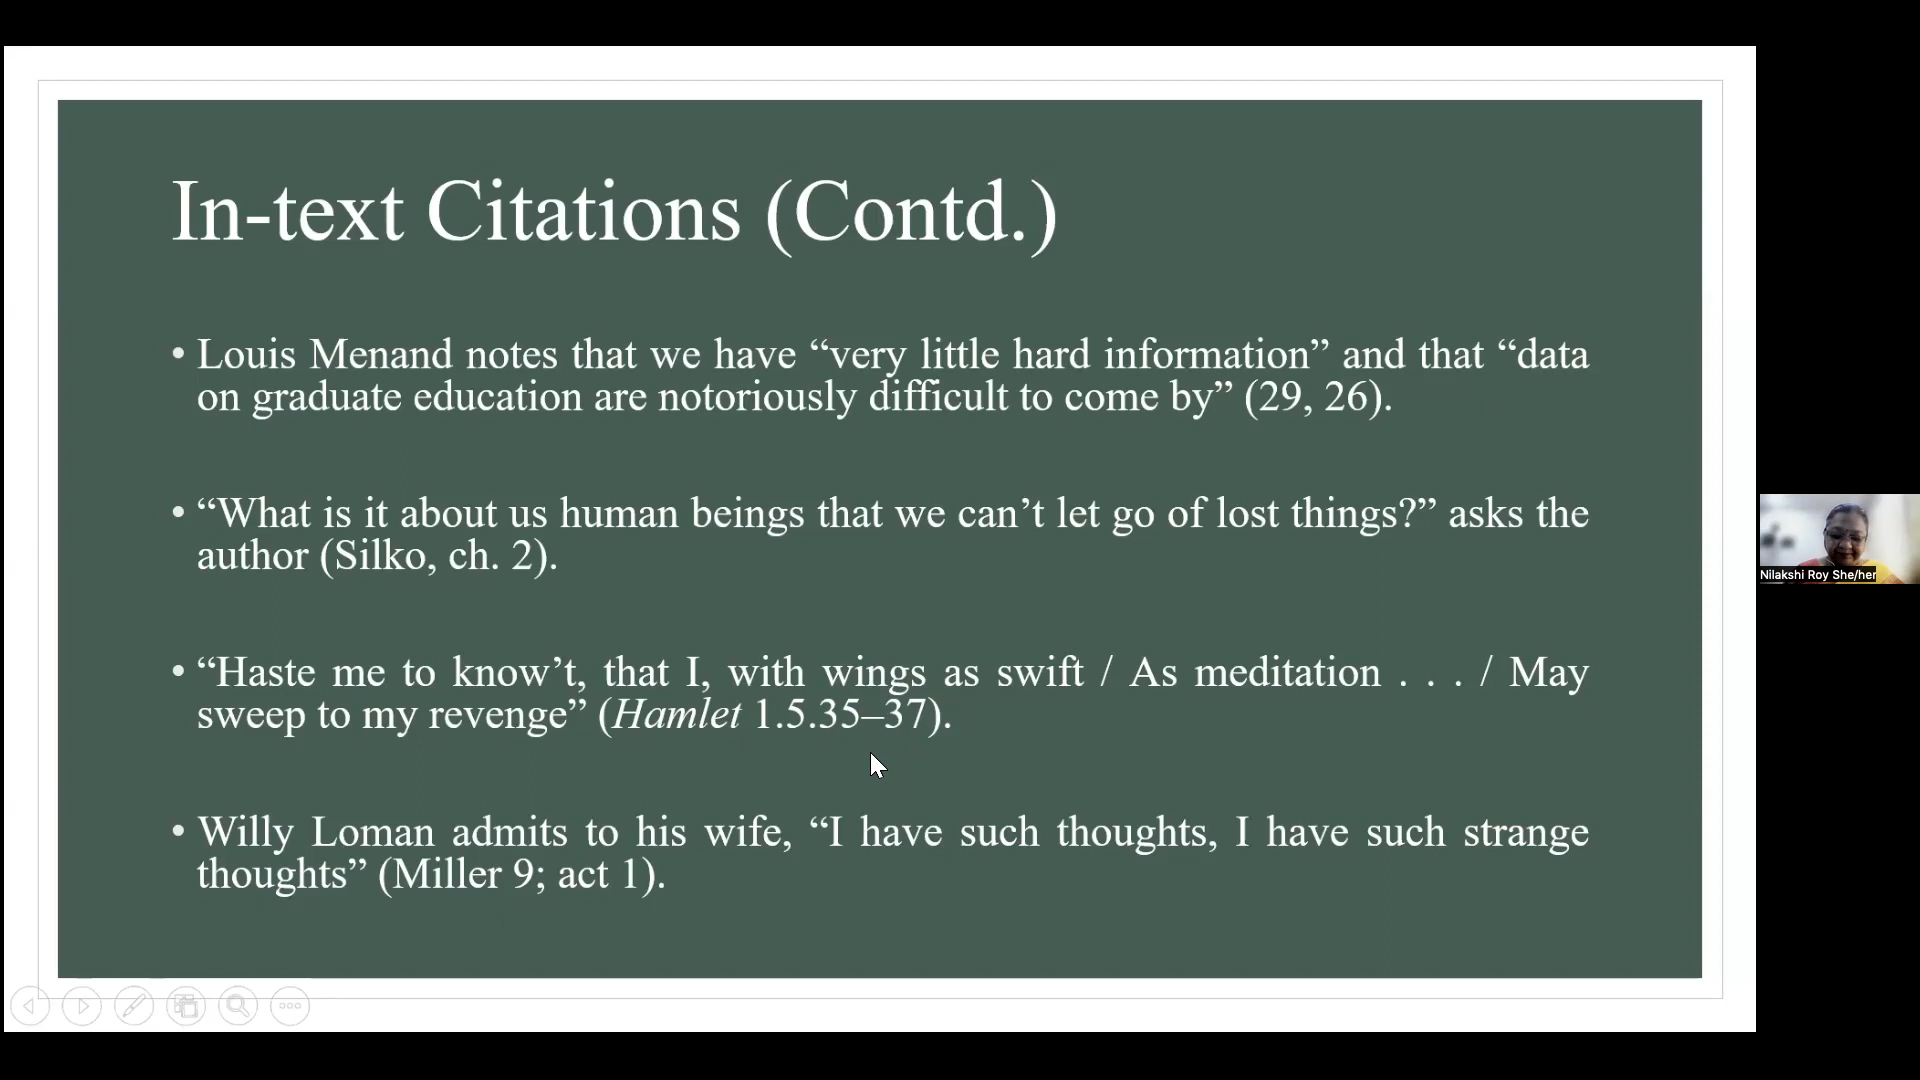 In-text Citations (Contd.)
• Louis Menand notes that we have “very little hard information” and that “data
on graduate education are notoriously difficult to come by” (29, 26).
• “What is it about us human beings that we can’t let go of lost things?” asks the
author (Silko, ch. 2).
• “Haste me to know’t, that I, with wings as swift / As meditation . . . / May
sweep to my revenge” (Hamlet 1.5.35–37).
• Willy Loman admits to his wife, “I have such thoughts, I have such strange
thoughts” (Miller 9; act 1).
Nilakshi Roy She/her